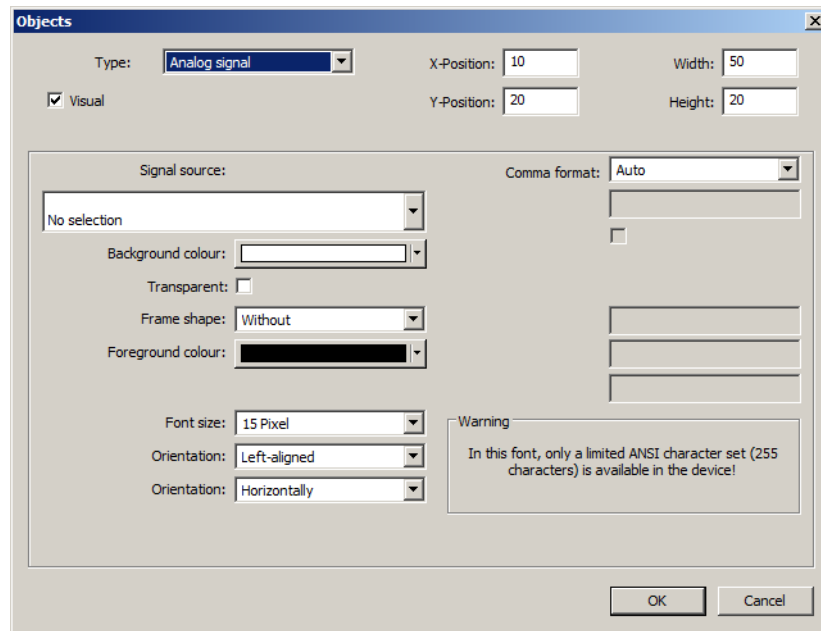 Objects
Type: Analog signal X-Position: 10 Width: 50
Visual Y-Position: 20 Height: 20
Signal source: Comma format: Auto
No selection
Background colour:
Transparent:
Frame shape: Without
Foreground colour:
Font size: 15 Pixel Warning
Orientation: Left-aligned In this font, only a limited ANSI character set (255
characters) is available in the device!
Orientation: Horizontally
OK Cancel